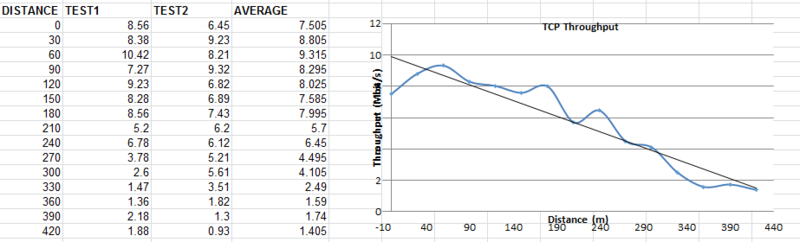 DISTANCE TEST1 TEST2 AVERAGE
0 8.56 6.45 7.505
30 8.38 9.23 8.805
60 10.42 8.21 9.315
90 7.27 9.32 8.295
120 9.23 6.82 8.025
150 8.28 6.89 7.585
180 8.56 7.43 7.995
210 5.2 6.2 5.7
240 6.78 6.12 6.45
270 3.78 5.21 4.495
300 2.6 5.61 4.105
330 1.47 3.51 2.49
360 1.36 1.82 1.59
390 2.18 1.3 1.74
420 1.88 0.93 1.405
TCP Throughput
12
10
2
0
Throughput (Mbit/s)
-10 40 90 140 190 240 290 340 390 440
Distance (m)